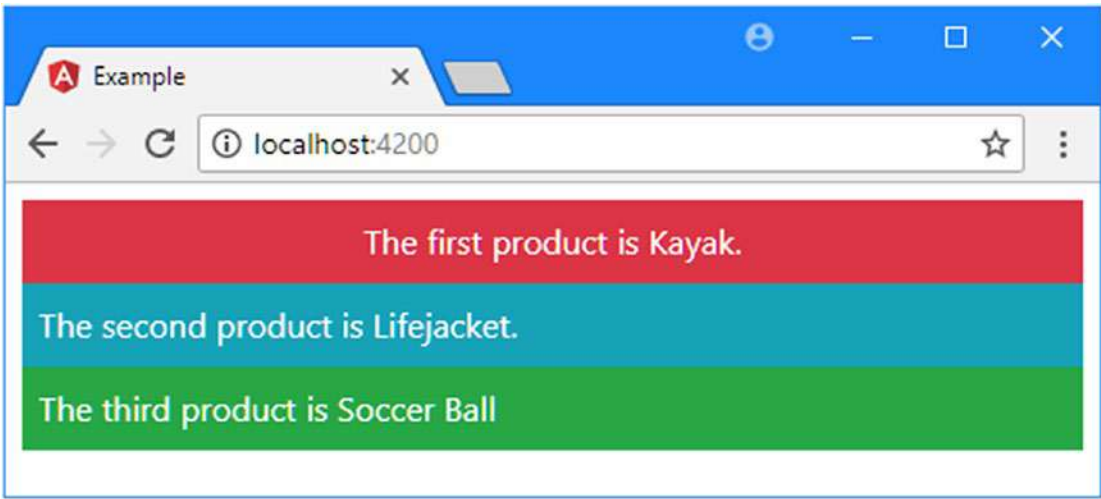 Example
localhost:4200
The first product is Kayak.
The second product is Lifejacket.
The third product is Soccer Ball